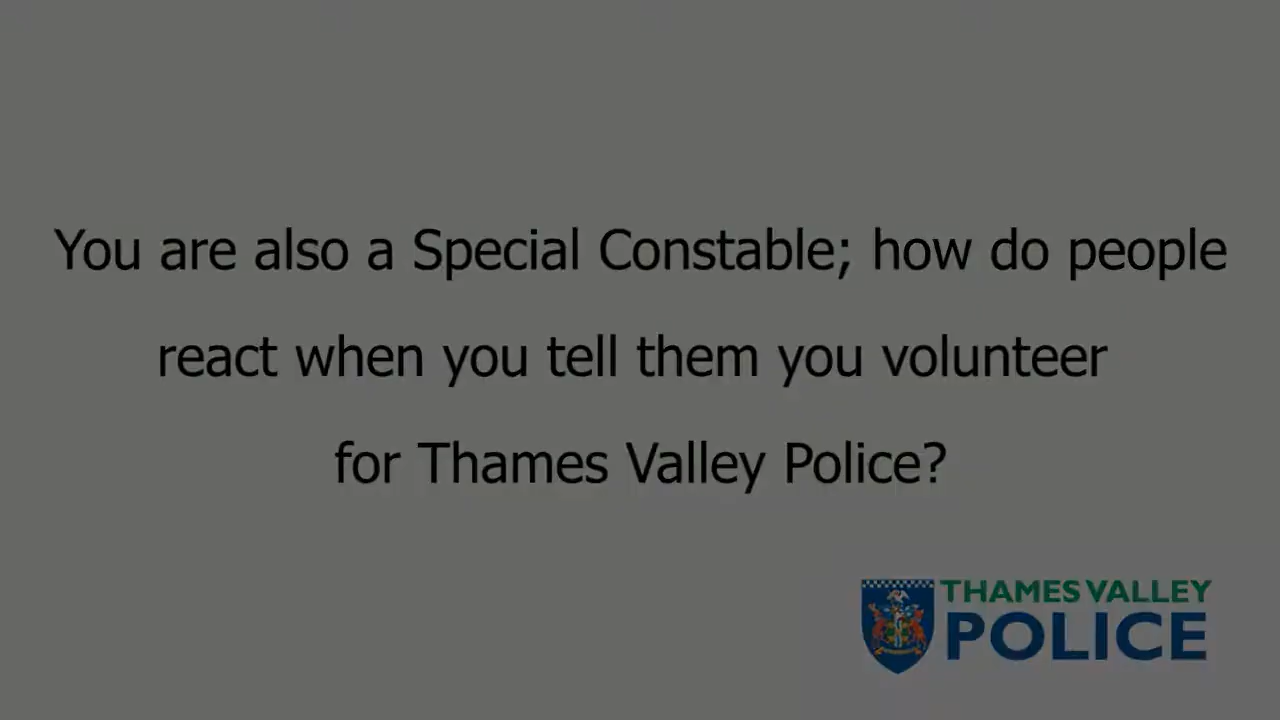 You are also a Special Constable; how do people
react when you tell them you volunteer
for Thames Valley Police?
THAMES VALLEY
POLICE